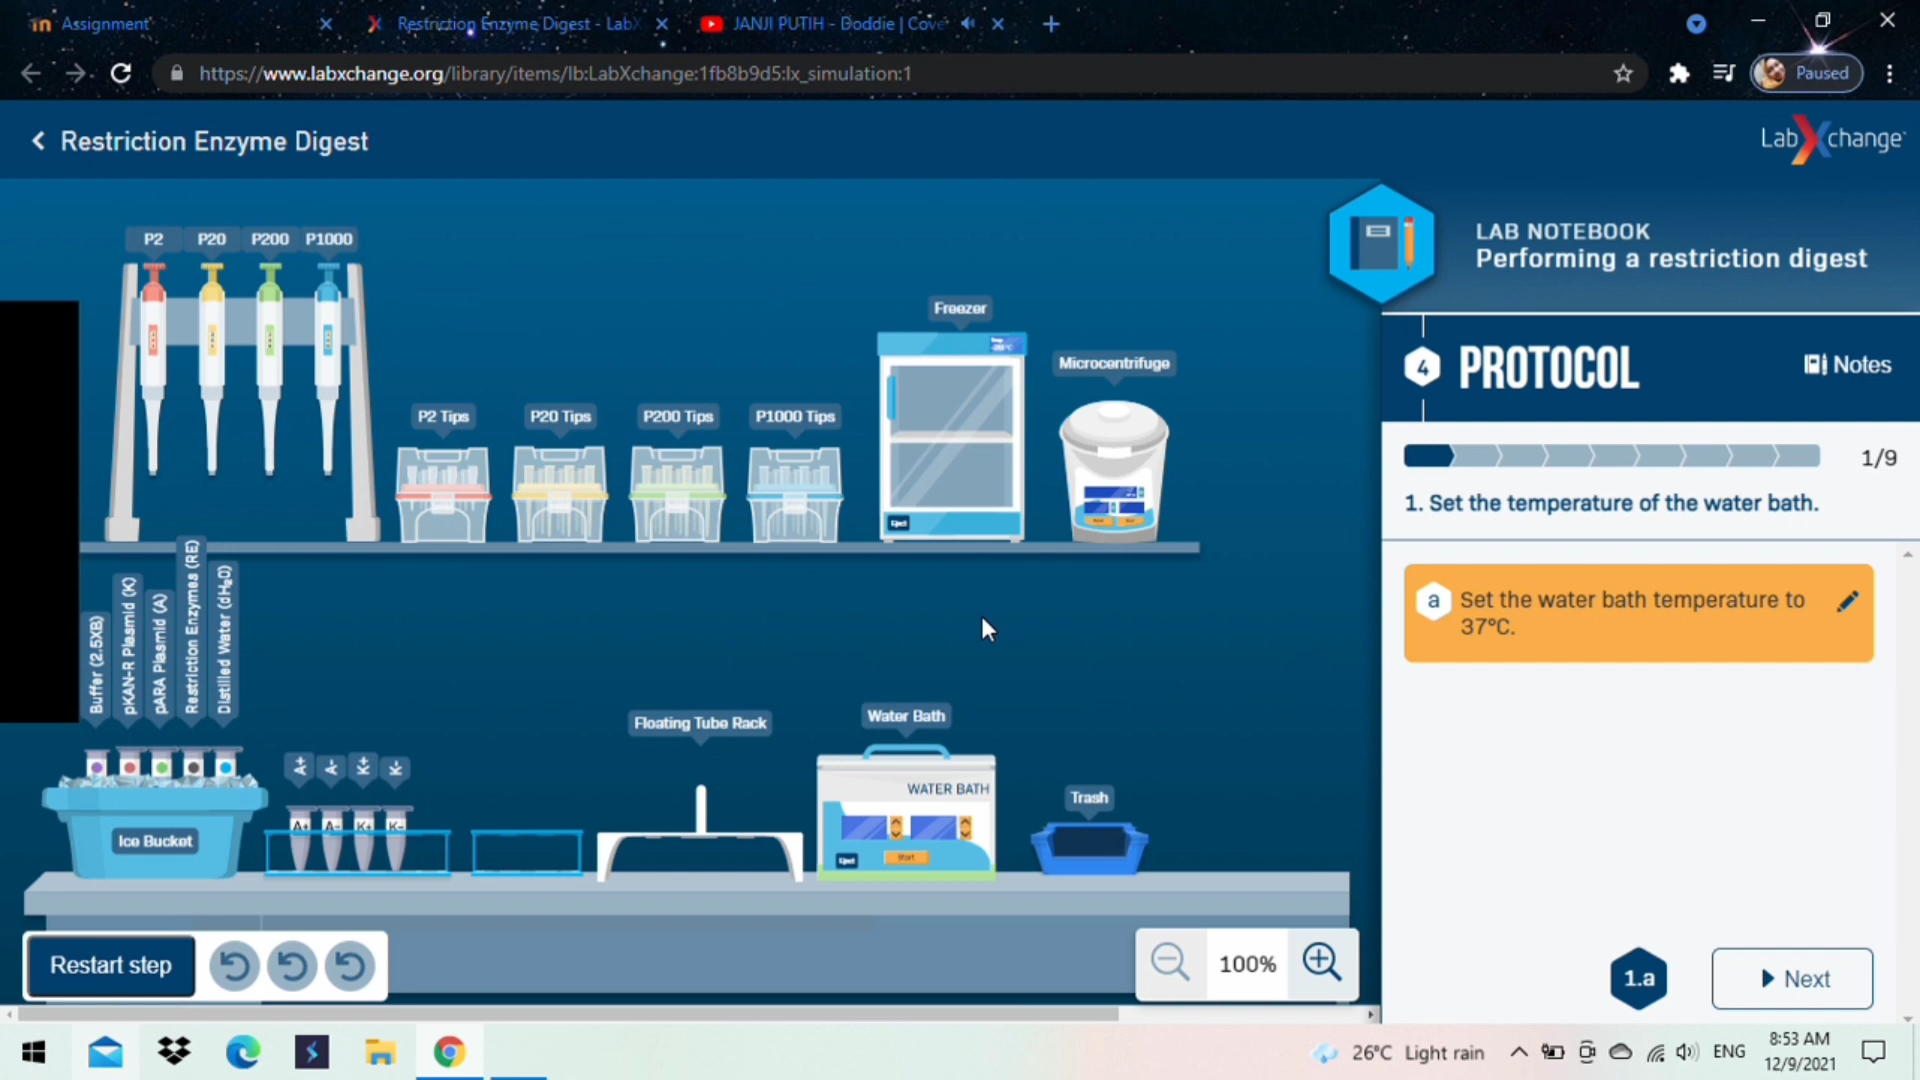 Assignment
Restriction Enzyme Digest - LabX
JANJI PUTIH - Doddie | Cove
https://www.labxchange.org/library/items/lb:LabXchange:1fb8b9d5:lx_simulation:1
Paused
Restriction Enzyme Digest
LabXchange
P2 P20 P200 P1000
LAB NOTEBOOK
Performing a restriction digest
Freezer
Microcentrifuge
4 PROTOCOL
Notes
P2 Tips
P20 Tips
P200 Tips
P1000 Tips
1/9
1. Set the temperature of the water bath.
Eject
a Set the water bath temperature to
37°C.
Buffer (2.5XB)
pKAN-R Plasmid (K)
pARA Plasmid (A)
Restriction Enzymes (RE)
Distilled Water (dH₂O)
Floating Tube Rack
Water Bath
A+ A- K+ K-
WATER BATH
Trash
A+ A- K+ K-
Ice Bucket
Eject
Start
Restart step
100%
1.a
Next
26°C Light rain
ENG
8:53 AM
12/9/2021